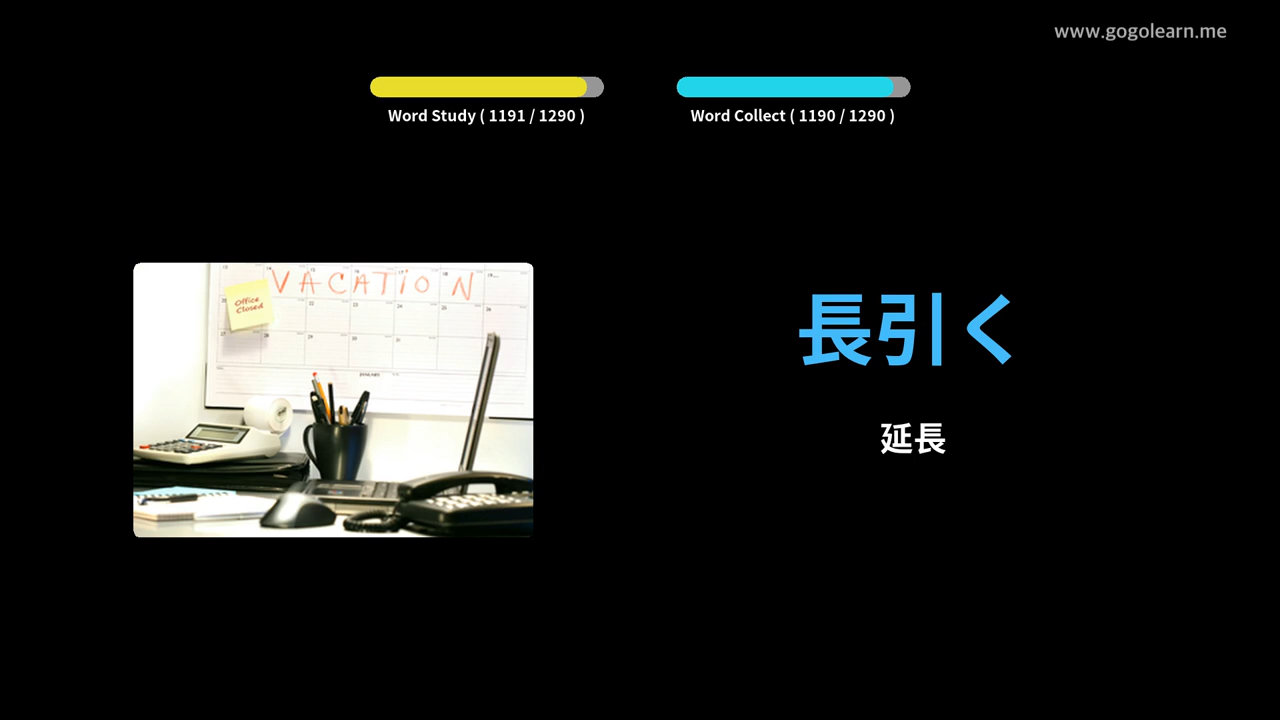 www.gogolearn.me
Word Study ( 1191 / 1290 )
Word Collect ( 1190 / 1290 )
VACATION
Office
Closed
長引く
延長